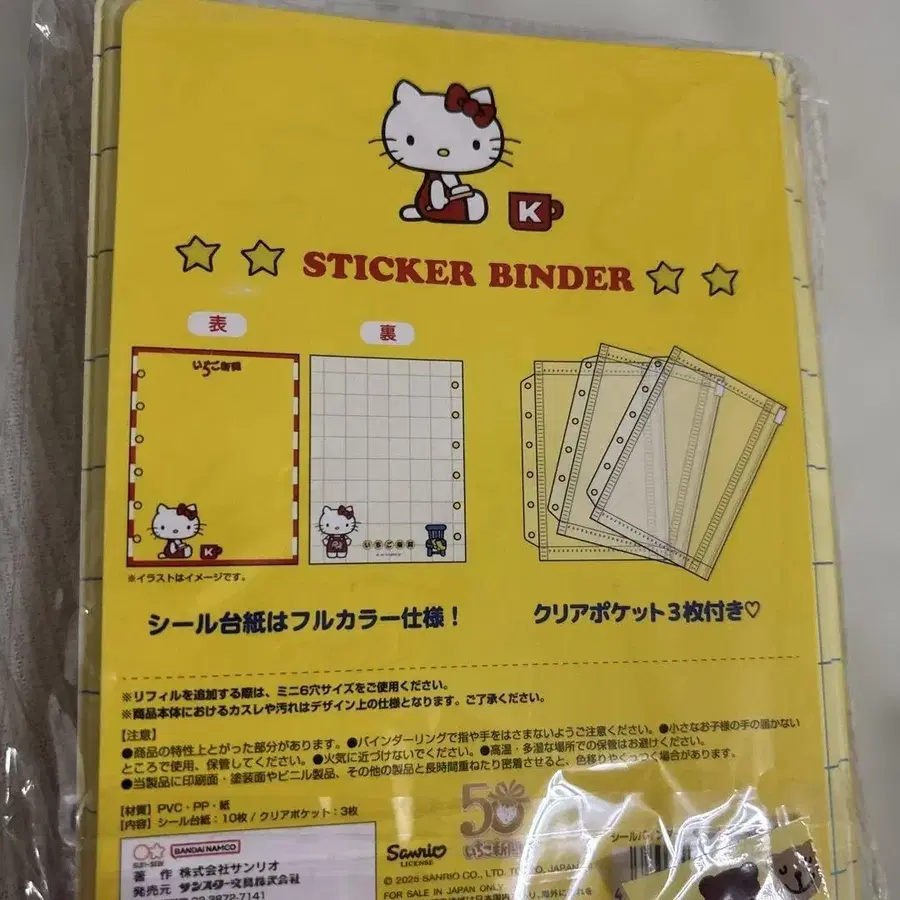 K
STICKER BINDER
表
裏
いちご新聞
K
いちご新聞
※イラストはイメージです。
シール台紙はフルカラー仕様！
クリアポケット3枚付き♡
※リフィルを追加する際は、ミニ6穴サイズをご使用ください。
※商品本体におけるカスレや汚れはデザイン上の仕様となります。ご了承ください。
【注意】
●商品の特性上とがった部分があります。●バインダーリングで指や手をはさまないようご注意ください。●小さなお子様の手の届かない
ところで使用、保管してください。●火気に近づけないでください。●高温・多湿な場所での保管はお避けください。
●当製品に印刷面・塗装面やビニル製品、その他の製品と長時間重ねたり密着させると、色移りやくっつく場合があります。
【材質】PVC・PP・紙
【内容】シール台紙：10枚 / クリアポケット：3枚
SUN-STAR
BANDAI NAMCO
著 作 株式会社サンリオ
発売元 サンスター文具株式会社
03-3872-7141
Sanrio
LICENSE
50
いちご新聞
© 2025 SANRIO CO., LTD. TOKYO, JAPAN
FOR SALE IN JAPAN ONLY
シールバイン